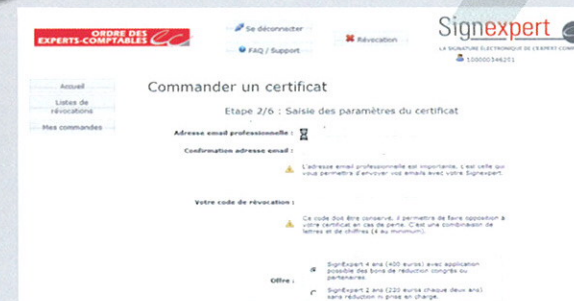 ORDRE DES
EXPERTS-COMPTABLES
Se déconnecter
FAQ / Support
Révocation
Signexpert
LA SIGNATURE ÉLECTRONIQUE DE L'EXPERT-COMP
100000346201
Accueil
Listes de
révocations
Mes commandes
Commander un certificat
Etape 2/6 : Saisie des paramètres du certificat
Adresse email professionnelle :
Confirmation adresse email :
L'adresse email professionnelle est importante, c'est celle qui
vous permettra d'envoyer vos emails avec votre Signexpert.
Votre code de révocation :
Ce code doit être conservé, il permettra de faire opposition à
votre certificat en cas de perte. C'est une combinaison de
lettres et de chiffres (4 au minimum).
Offre :
SignExpert 4 ans (400 euros) avec application
possible des bons de réduction congrès ou
partenaires.
SignExpert 2 ans (220 euros chaque deux ans)
sans réduction ni prise en charge.